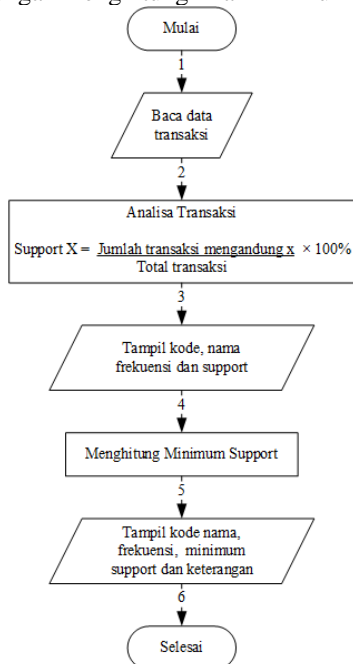 Mulai
1
Baca data
transaksi
2
Analisa Transaksi
Support X = Jumlah transaksi mengandung x × 100%
Total transaksi
3
Tampil kode, nama
frekuensi dan support
4
Menghitung Minimum Support
5
Tampil kode nama,
frekuensi, minimum
support dan keterangan
6
Selesai